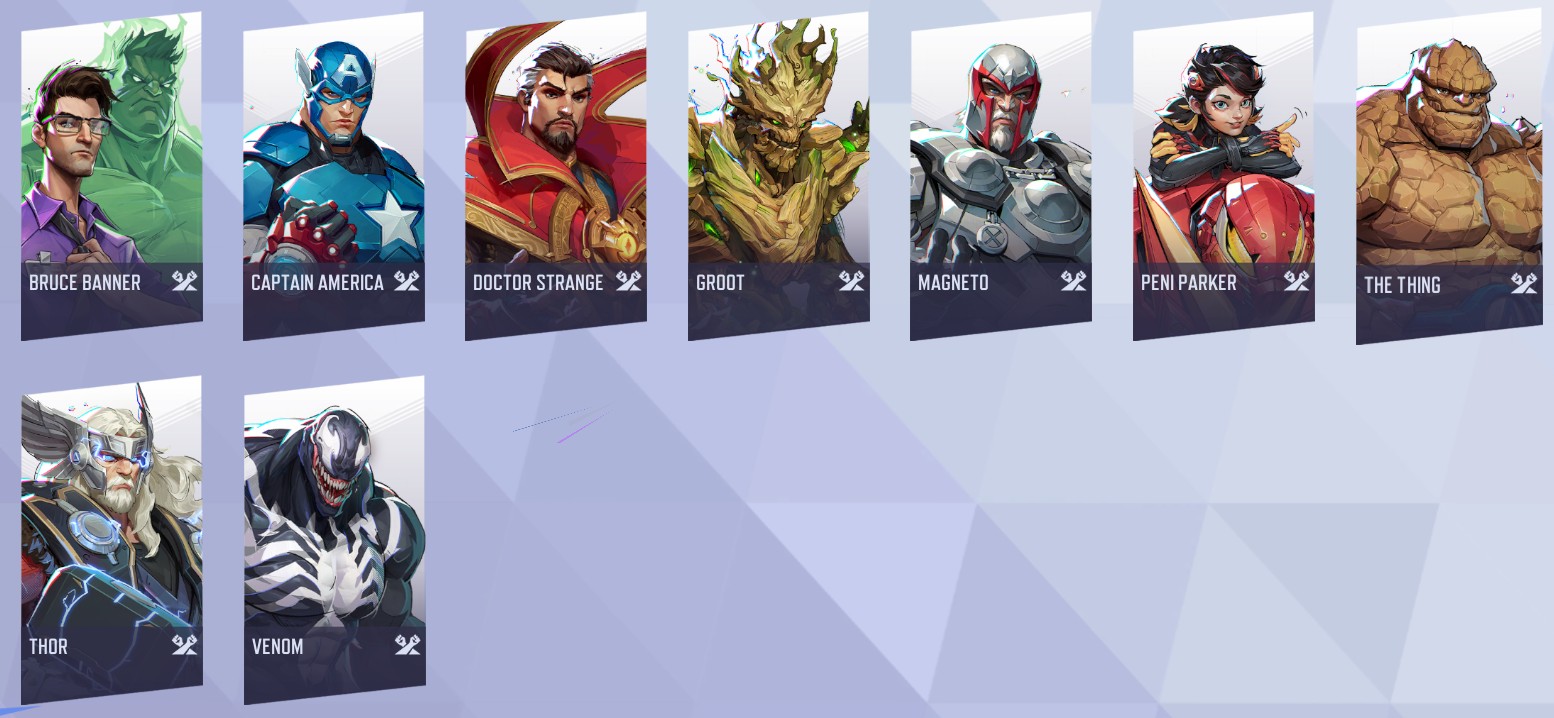 BRUCE BANNER
CAPTAIN AMERICA
DOCTOR STRANGE
GROOT
MAGNETO
PENI PARKER
THE THING
THOR
VENOM